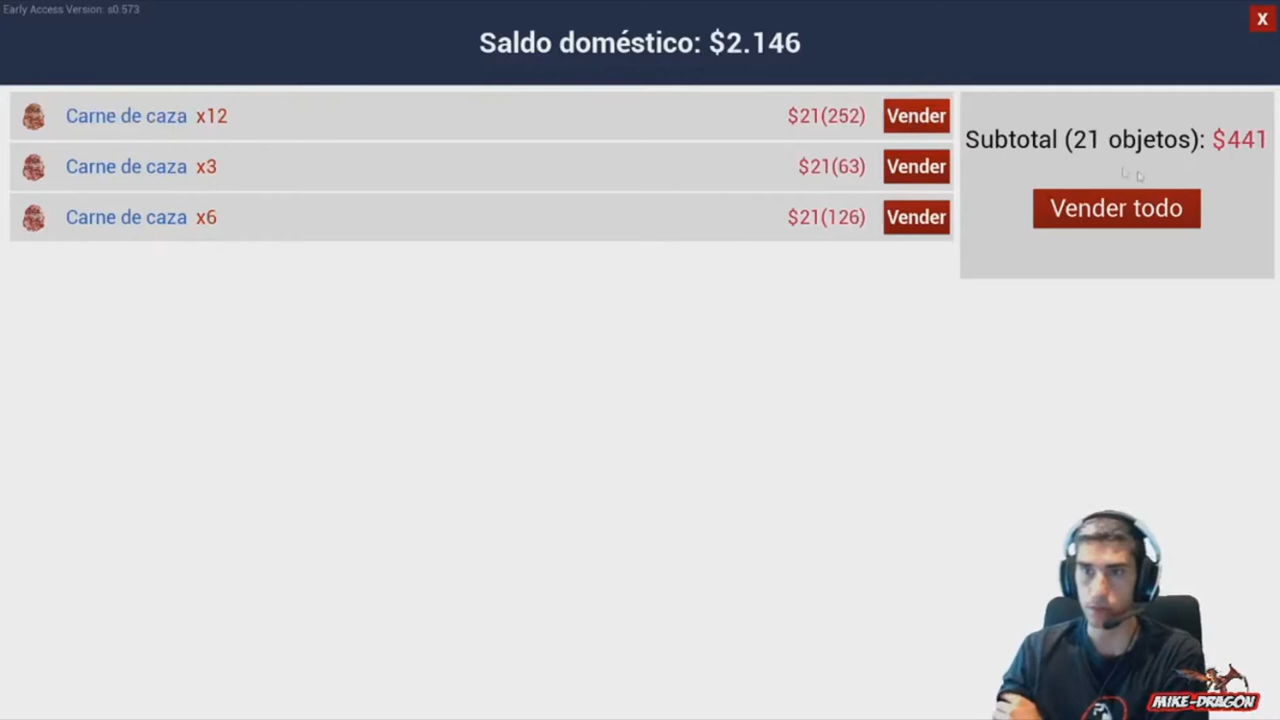 Early Access Version: s0.573
X
Saldo doméstico: $2.146
Carne de caza x12 $21(252) Vender
Carne de caza x3 $21(63) Vender
Carne de caza x6 $21(126) Vender
Subtotal (21 objetos): $441
Vender todo
MIKE-DRAGON